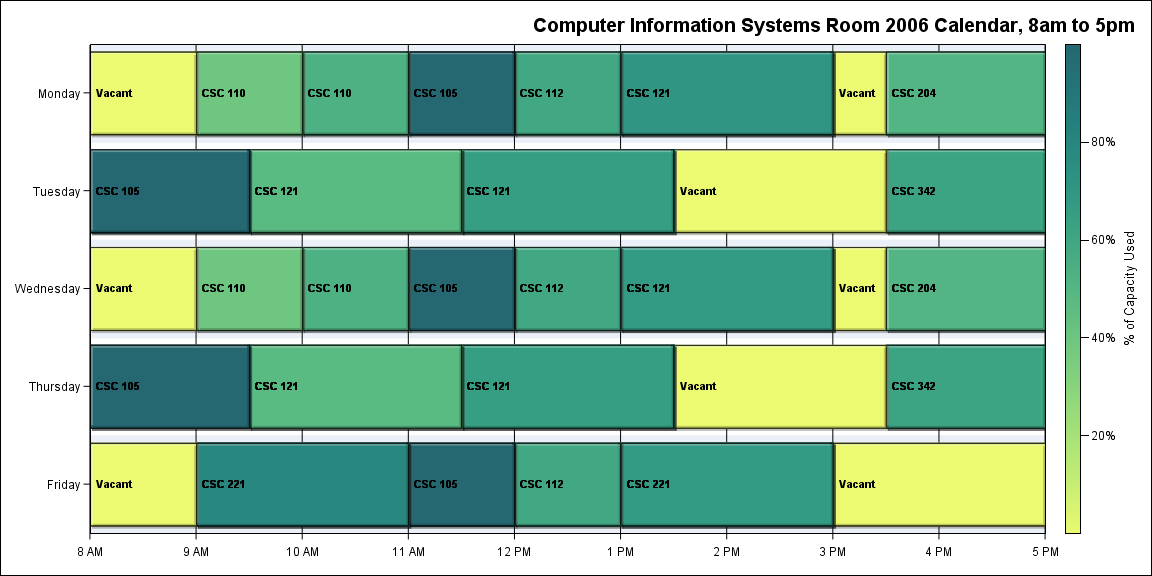 Computer Information Systems Room 2006 Calendar, 8am to 5pm
Monday
Vacant
CSC 110
CSC 110
CSC 105
CSC 112
CSC 121
Vacant
CSC 204
Tuesday
CSC 105
CSC 121
CSC 121
Vacant
CSC 342
Wednesday
Vacant
CSC 110
CSC 110
CSC 105
CSC 112
CSC 121
Vacant
CSC 204
Thursday
CSC 105
CSC 121
CSC 121
Vacant
CSC 342
Friday
Vacant
CSC 221
CSC 105
CSC 112
CSC 221
Vacant
8 AM
9 AM
10 AM
11 AM
12 PM
1 PM
2 PM
3 PM
4 PM
5 PM
80%
60%
40%
20%
% of Capacity Used